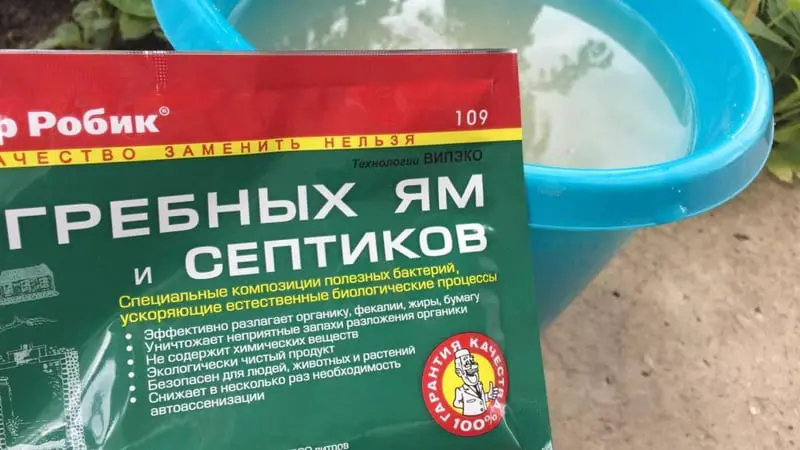 р Робик®
109
АЧЕСТВО ЗАМЕНИТЬ НЕЛЬЗЯ
Технологии ВИПЭКО
ГРЕБНЫХ ЯМ
и СЕПТИКОВ
Специальные композиции полезных бактерий,
ускоряющие естественные биологические процессы
• Эффективно разлагает органику, фекалии, жиры, бумагу
• Уничтожает неприятные запахи разложения органики
• Не содержит химических веществ
• Экологически чистый продукт
• Безопасен для людей, животных и растений
• Снижает в несколько раз необходимость
автоассенизации
ГАРАНТИЯ КАЧЕСТВА
100%
литров